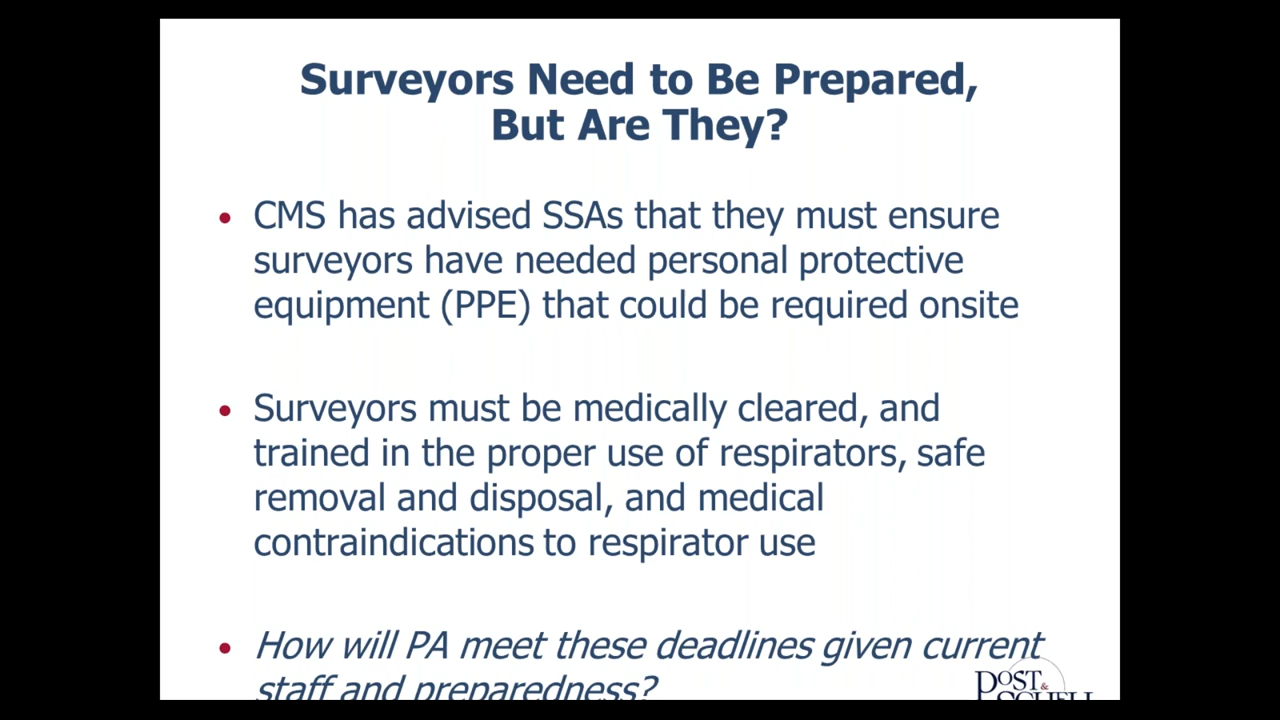 Surveyors Need to Be Prepared,
But Are They?
• CMS has advised SSAs that they must ensure
surveyors have needed personal protective
equipment (PPE) that could be required onsite
• Surveyors must be medically cleared, and
trained in the proper use of respirators, safe
removal and disposal, and medical
contraindications to respirator use
• How will PA meet these deadlines given current
staff and preparedness?
POST &
SCHELL